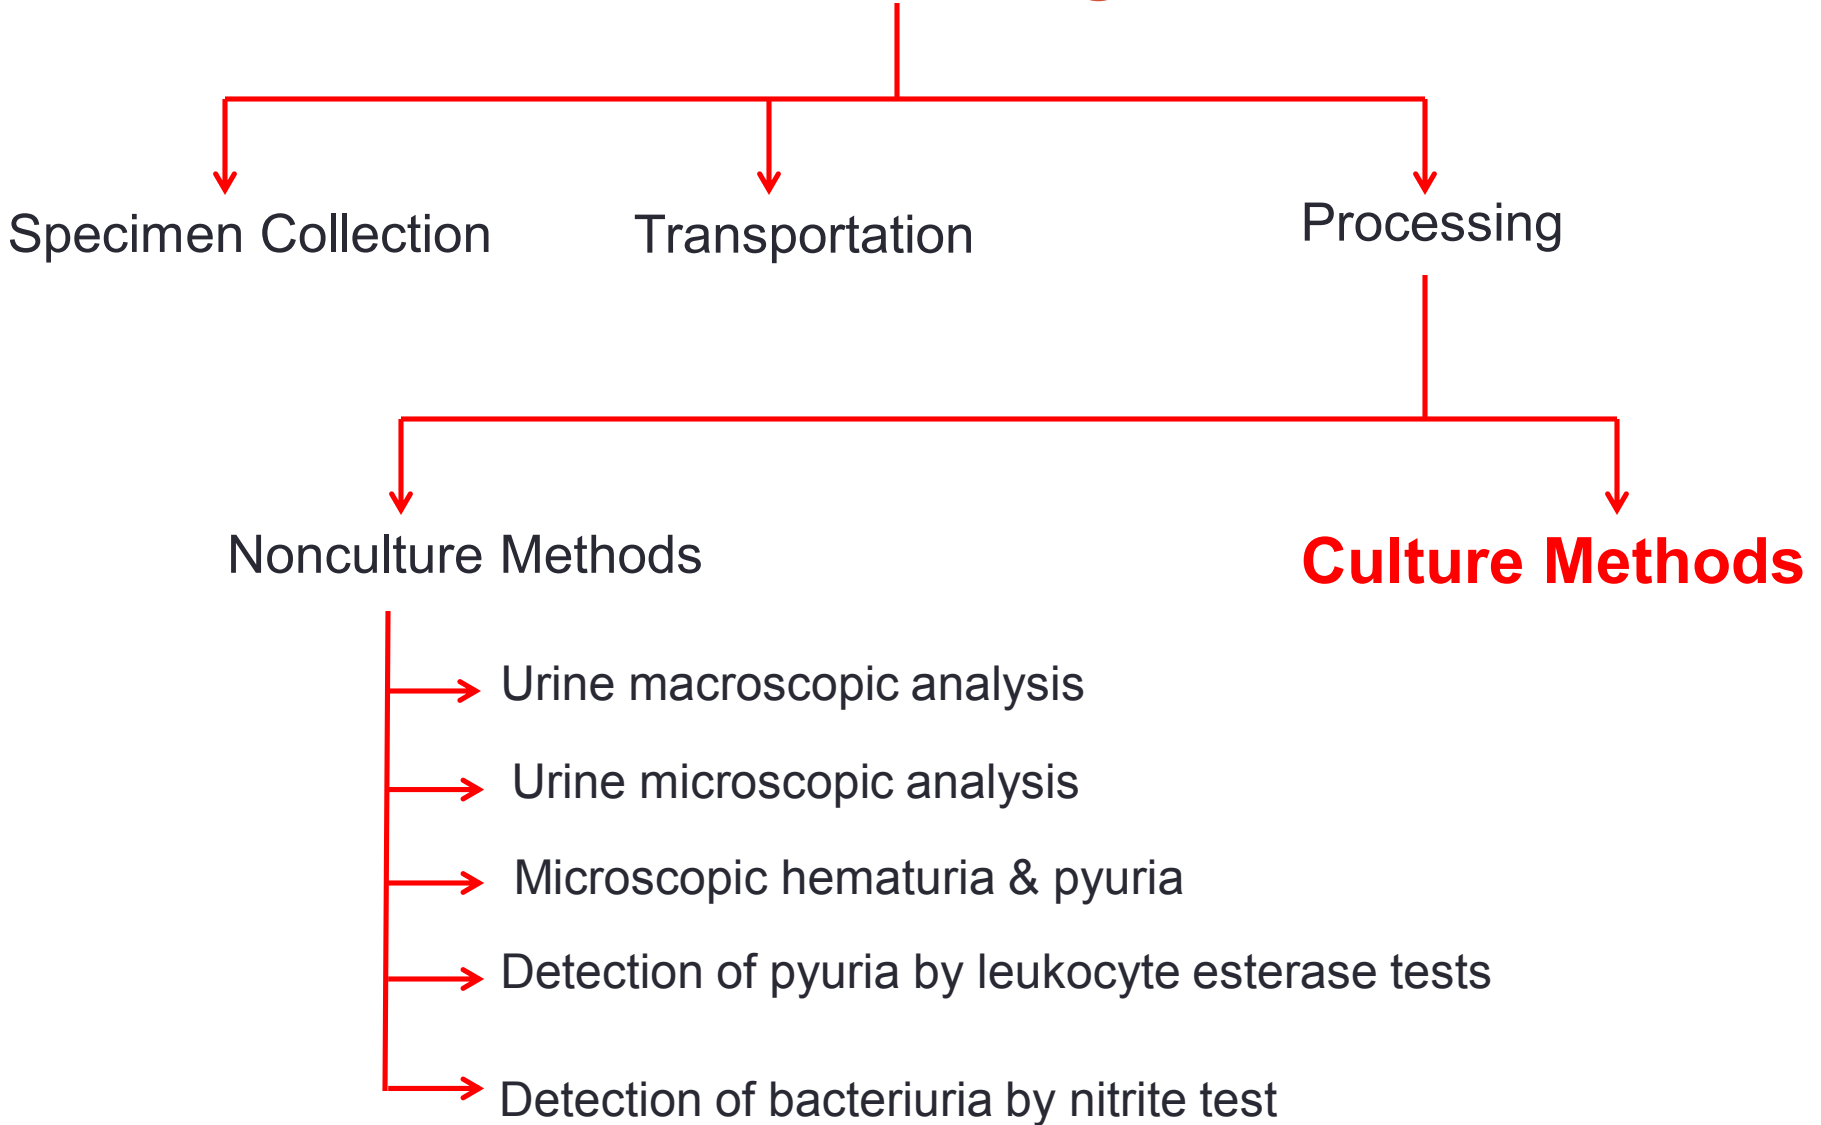 Specimen Collection
Transportation
Processing
Nonculture Methods
Culture Methods
Urine macroscopic analysis
Urine microscopic analysis
Microscopic hematuria & pyuria
Detection of pyuria by leukocyte esterase tests
Detection of bacteriuria by nitrite test